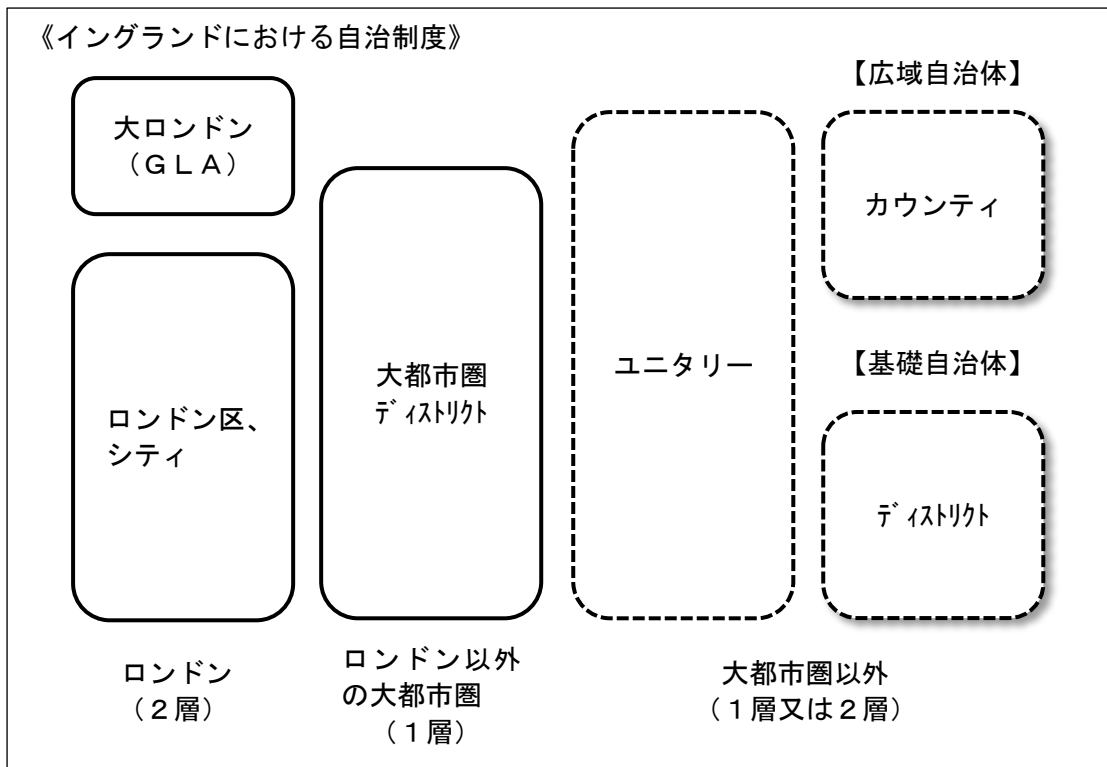 《イングランドにおける自治制度》
大ロンドン
（ＧＬＡ）
ロンドン区、
シティ
ロンドン
（２層）
大都市圏
ﾃﾞｨｽﾄﾘｸﾄ
ロンドン以外
の大都市圏
（１層）
ユニタリー
【広域自治体】
カウンティ
【基礎自治体】
ﾃﾞｨｽﾄﾘｸﾄ
大都市圏以外
（１層又は２層）